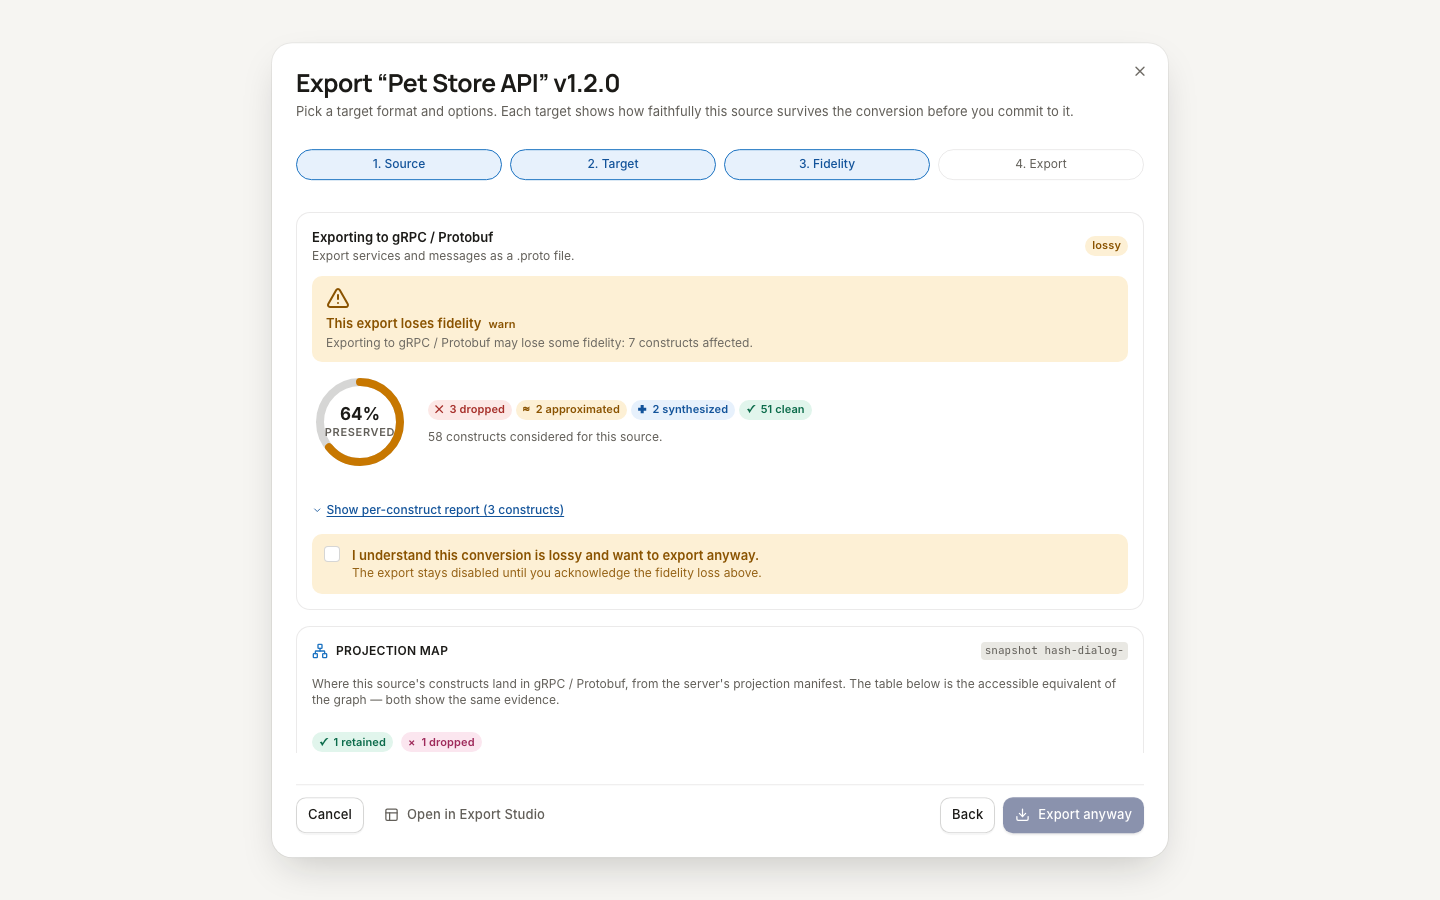 Export “Pet Store API” v1.2.0
Pick a target format and options. Each target shows how faithfully this source survives the conversion before you commit to it.
1. Source
2. Target
3. Fidelity
4. Export
Exporting to gRPC / Protobuf
Export services and messages as a .proto file.
lossy
This export loses fidelity warn
Exporting to gRPC / Protobuf may lose some fidelity: 7 constructs affected.
64%
PRESERVED
3 dropped
≈ 2 approximated
2 synthesized
✓ 51 clean
58 constructs considered for this source.
Show per-construct report (3 constructs)
I understand this conversion is lossy and want to export anyway.
The export stays disabled until you acknowledge the fidelity loss above.
PROJECTION MAP
snapshot hash-dialog-
Where this source's constructs land in gRPC / Protobuf, from the server's projection manifest. The table below is the accessible equivalent of
the graph — both show the same evidence.
✓ 1 retained
× 1 dropped
Cancel
Open in Export Studio
Back
Export anyway